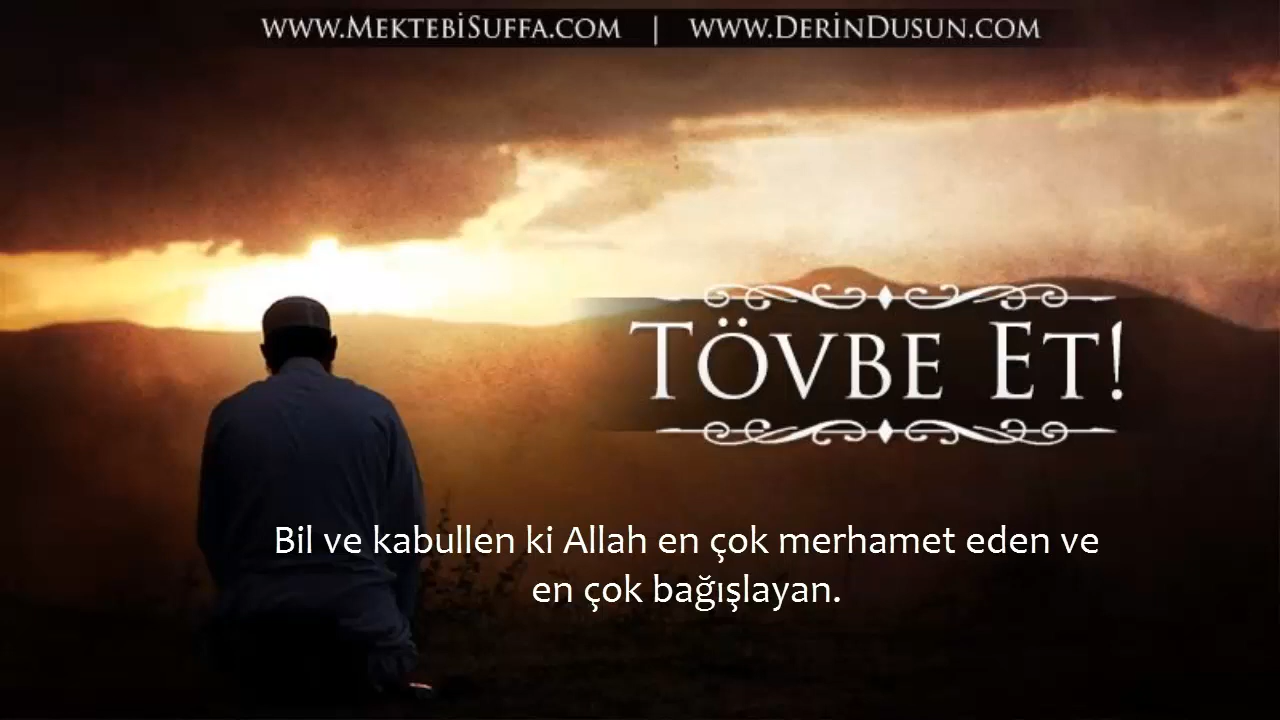 www.MektebiSuffa.com | www.DerinDusun.com
Tövbe Et!
Bil ve kabullen ki Allah en çok merhamet eden ve
en çok bağışlayan.